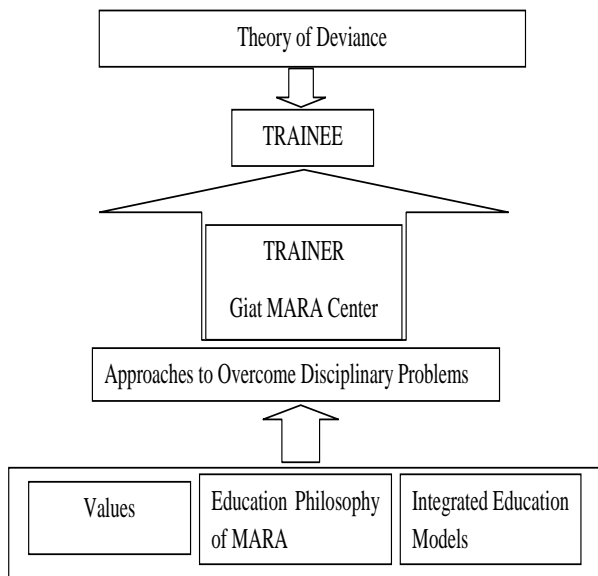 Theory of Deviance
TRAINEE
TRAINER
Giat MARA Center
Approaches to Overcome Disciplinary Problems
Values
Education Philosophy
of MARA
Integrated Education
Models